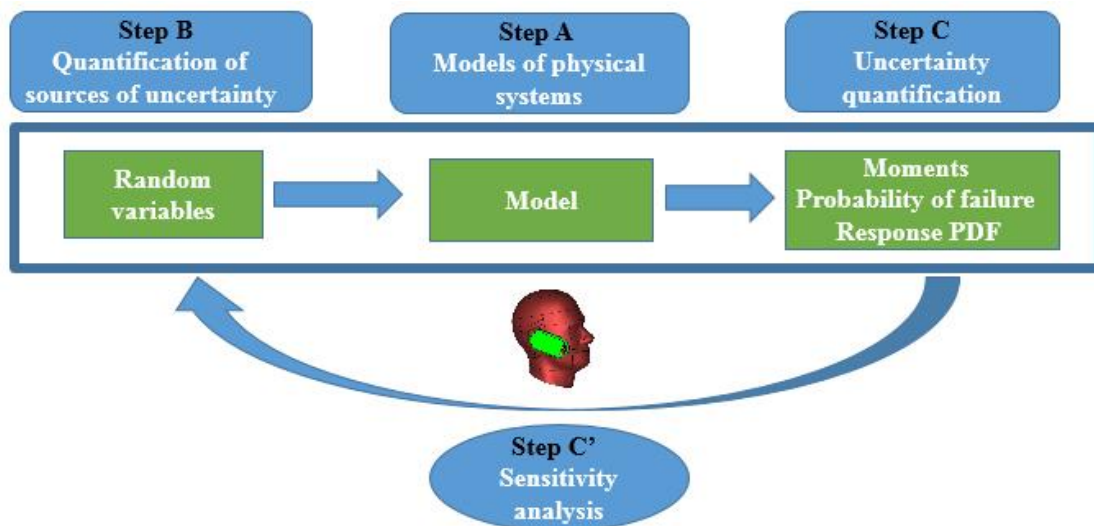 Step B
Quantification of
sources of uncertainty
Step A
Models of physical
systems
Step C
Uncertainty
quantification
Random
variables
Model
Moments
Probability of failure
Response PDF
Step C’
Sensitivity
analysis